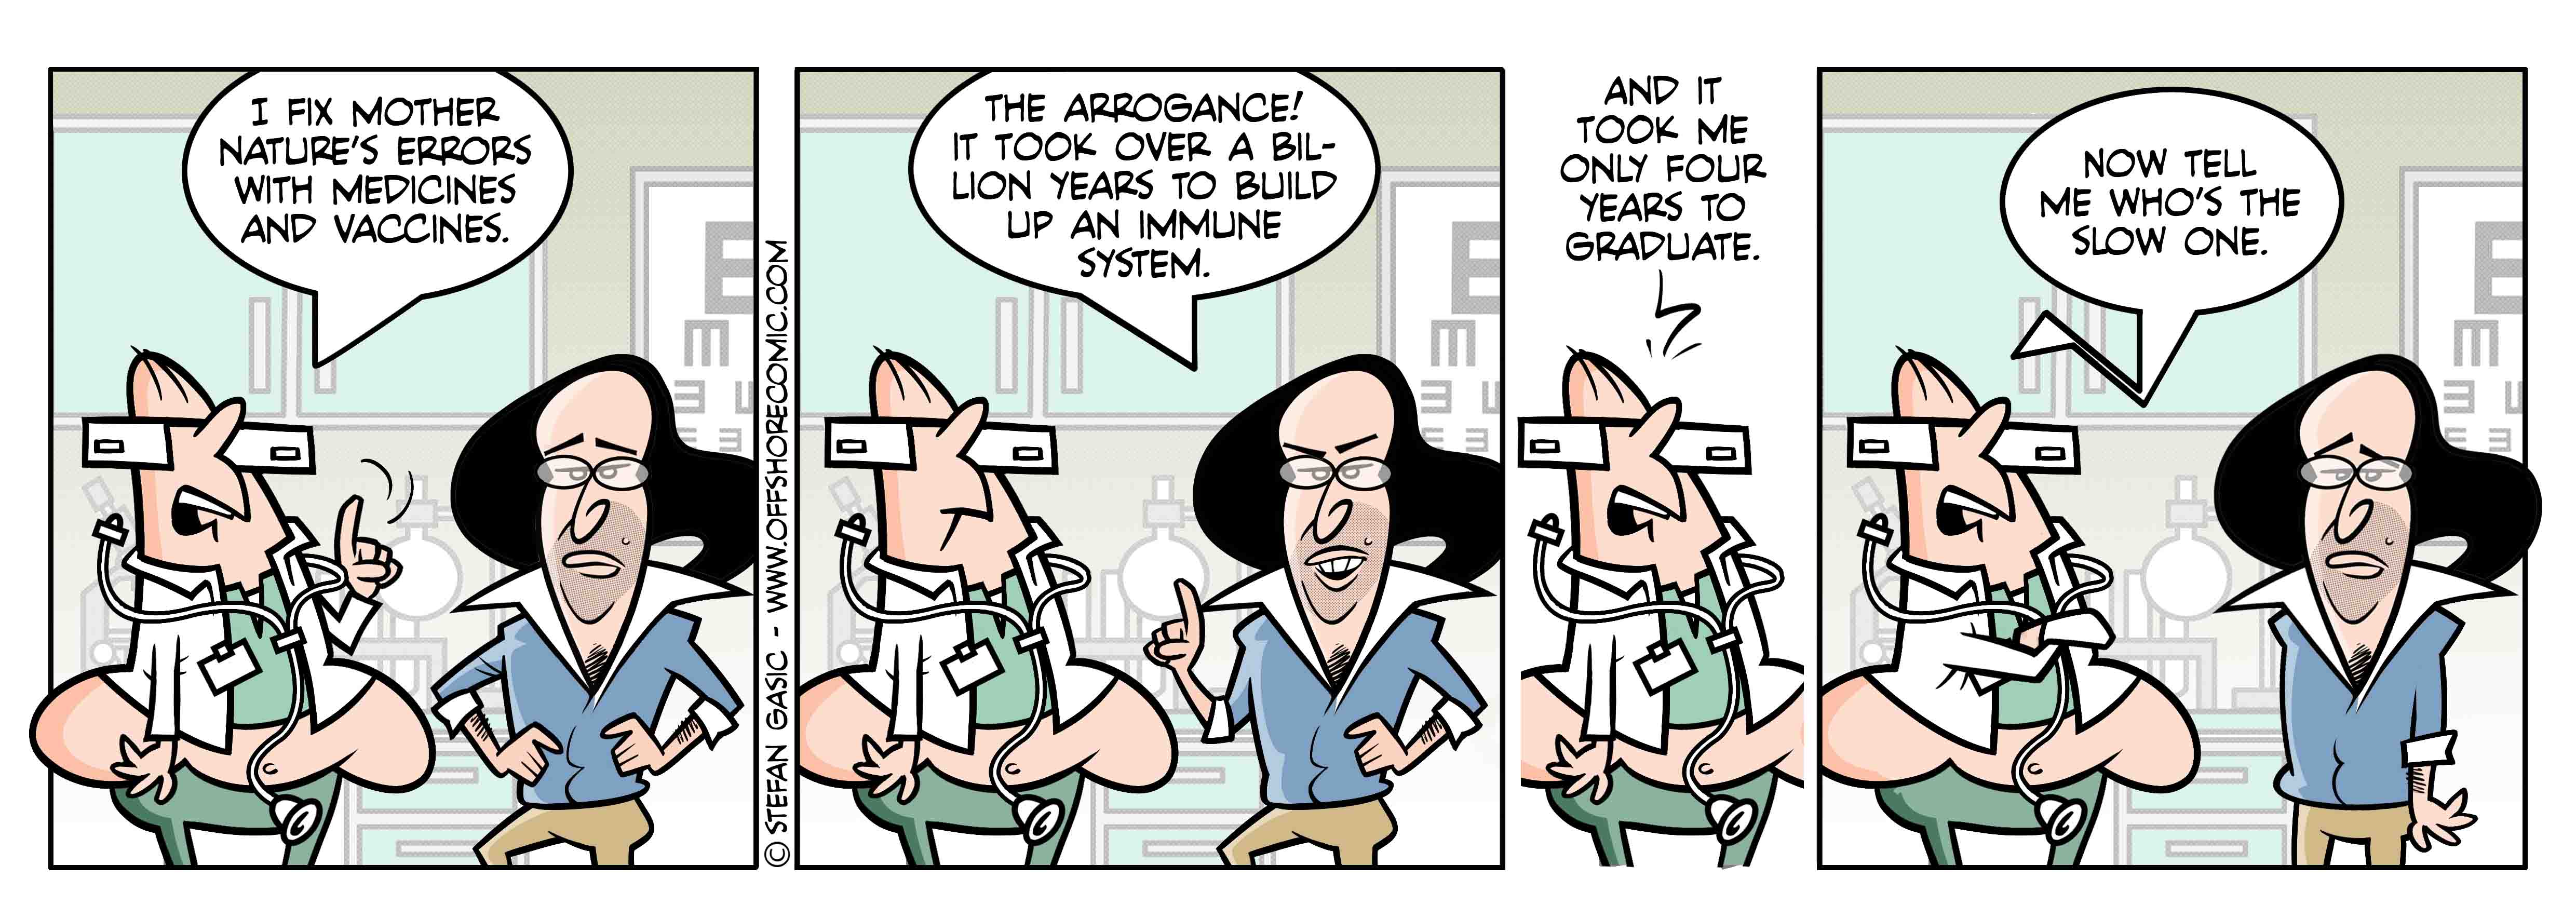 I FIX MOTHER
NATURE'S ERRORS
WITH MEDICINES
AND VACCINES.
© STEFAN GASIC - WWW.OFFSHORECOMIC.COM
THE ARROGANCE!
IT TOOK OVER A BIL-
LION YEARS TO BUILD
UP AN IMMUNE
SYSTEM.
AND IT
TOOK ME
ONLY FOUR
YEARS TO
GRADUATE.
NOW TELL
ME WHO'S THE
SLOW ONE.